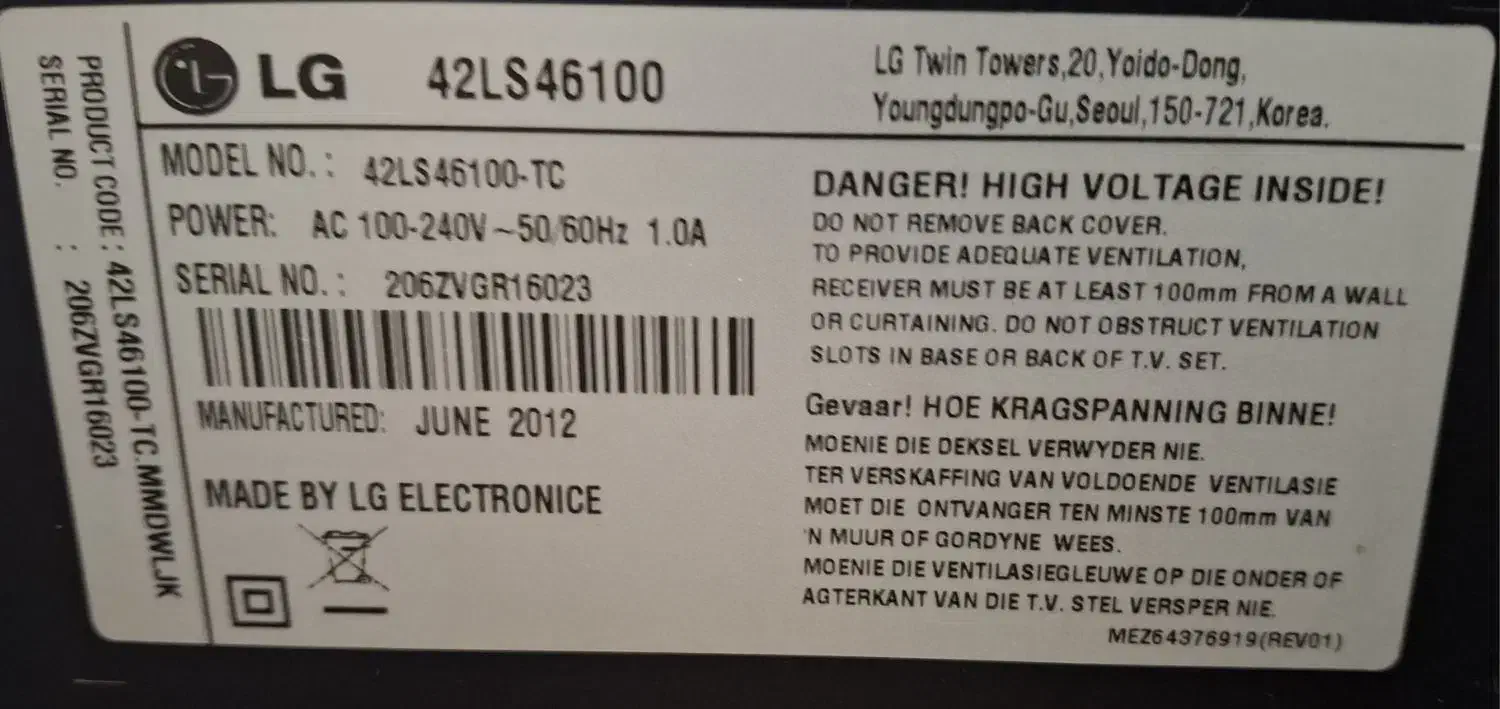 PRODUCT CODE : 42LS46100-TC.MMDWLJK
SERIAL NO. : 206ZVGR16023
LG 42LS46100
LG Twin Towers,20,Yoido-Dong,
Youngdungpo-Gu,Seoul,150-721,Korea.
MODEL NO. : 42LS46100-TC
POWER: AC 100-240V ~50/60Hz 1.0A
SERIAL NO. : 206ZVGR16023
MANUFACTURED: JUNE 2012
MADE BY LG ELECTRONICE
DANGER! HIGH VOLTAGE INSIDE!
DO NOT REMOVE BACK COVER.
TO PROVIDE ADEQUATE VENTILATION,
RECEIVER MUST BE AT LEAST 100mm FROM A WALL
OR CURTAINING. DO NOT OBSTRUCT VENTILATION
SLOTS IN BASE OR BACK OF T.V. SET.
Gevaar! HOE KRAGSPANNING BINNE!
MOENIE DIE DEKSEL VERWYDER NIE.
TER VERSKAFFING VAN VOLDOENDE VENTILASIE
MOET DIE ONTVANGER TEN MINSTE 100mm VAN
'N MUUR OF GORDYNE WEES.
MOENIE DIE VENTILASIEGLEUWE OP DIE ONDER OF
AGTERKANT VAN DIE T.V. STEL VERSPER NIE.
MEZ64376919(REV01)